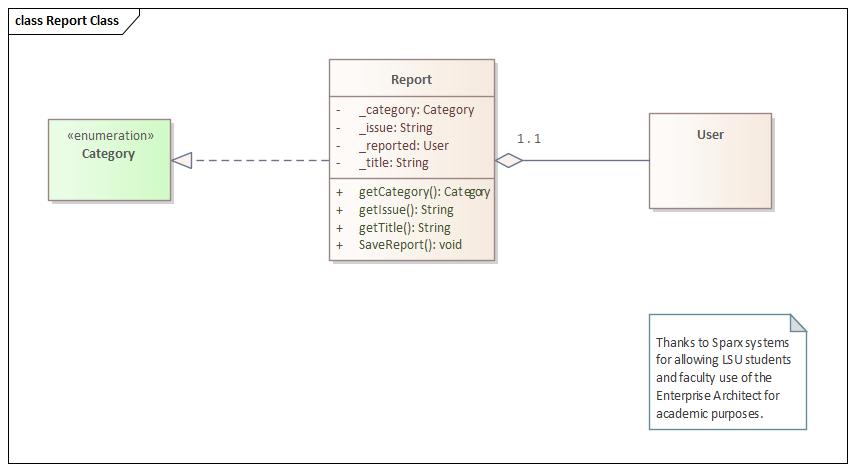 class Report Class
«enumeration»
Category
Report
- _category: Category
- _issue: String
- _reported: User
- _title: String
+ getCategory(): Category
+ getIssue(): String
+ getTitle(): String
+ SaveReport(): void
1.1
User
Thanks to Sparx systems
for allowing LSU students
and faculty use of the
Enterprise Architect for
academic purposes.